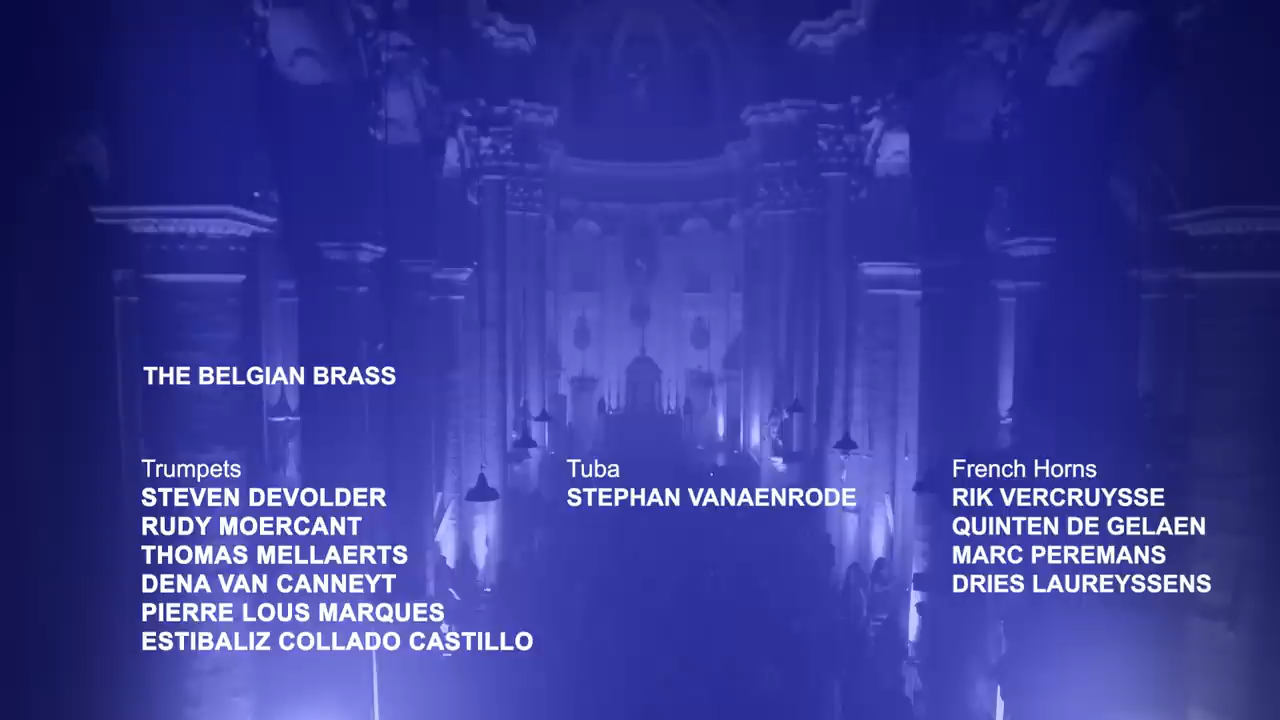 THE BELGIAN BRASS
Trumpets
STEVEN DEVOLDER
RUDY MOERCANT
THOMAS MELLAERTS
DENA VAN CANNEYT
PIERRE LOUS MARQUES
ESTIBALIZ COLLADO CASTILLO
Tuba
STEPHAN VANAENRODE
French Horns
RIK VERCRUYSSE
QUINTEN DE GELAEN
MARC PEREMANS
DRIES LAUREYSSENS